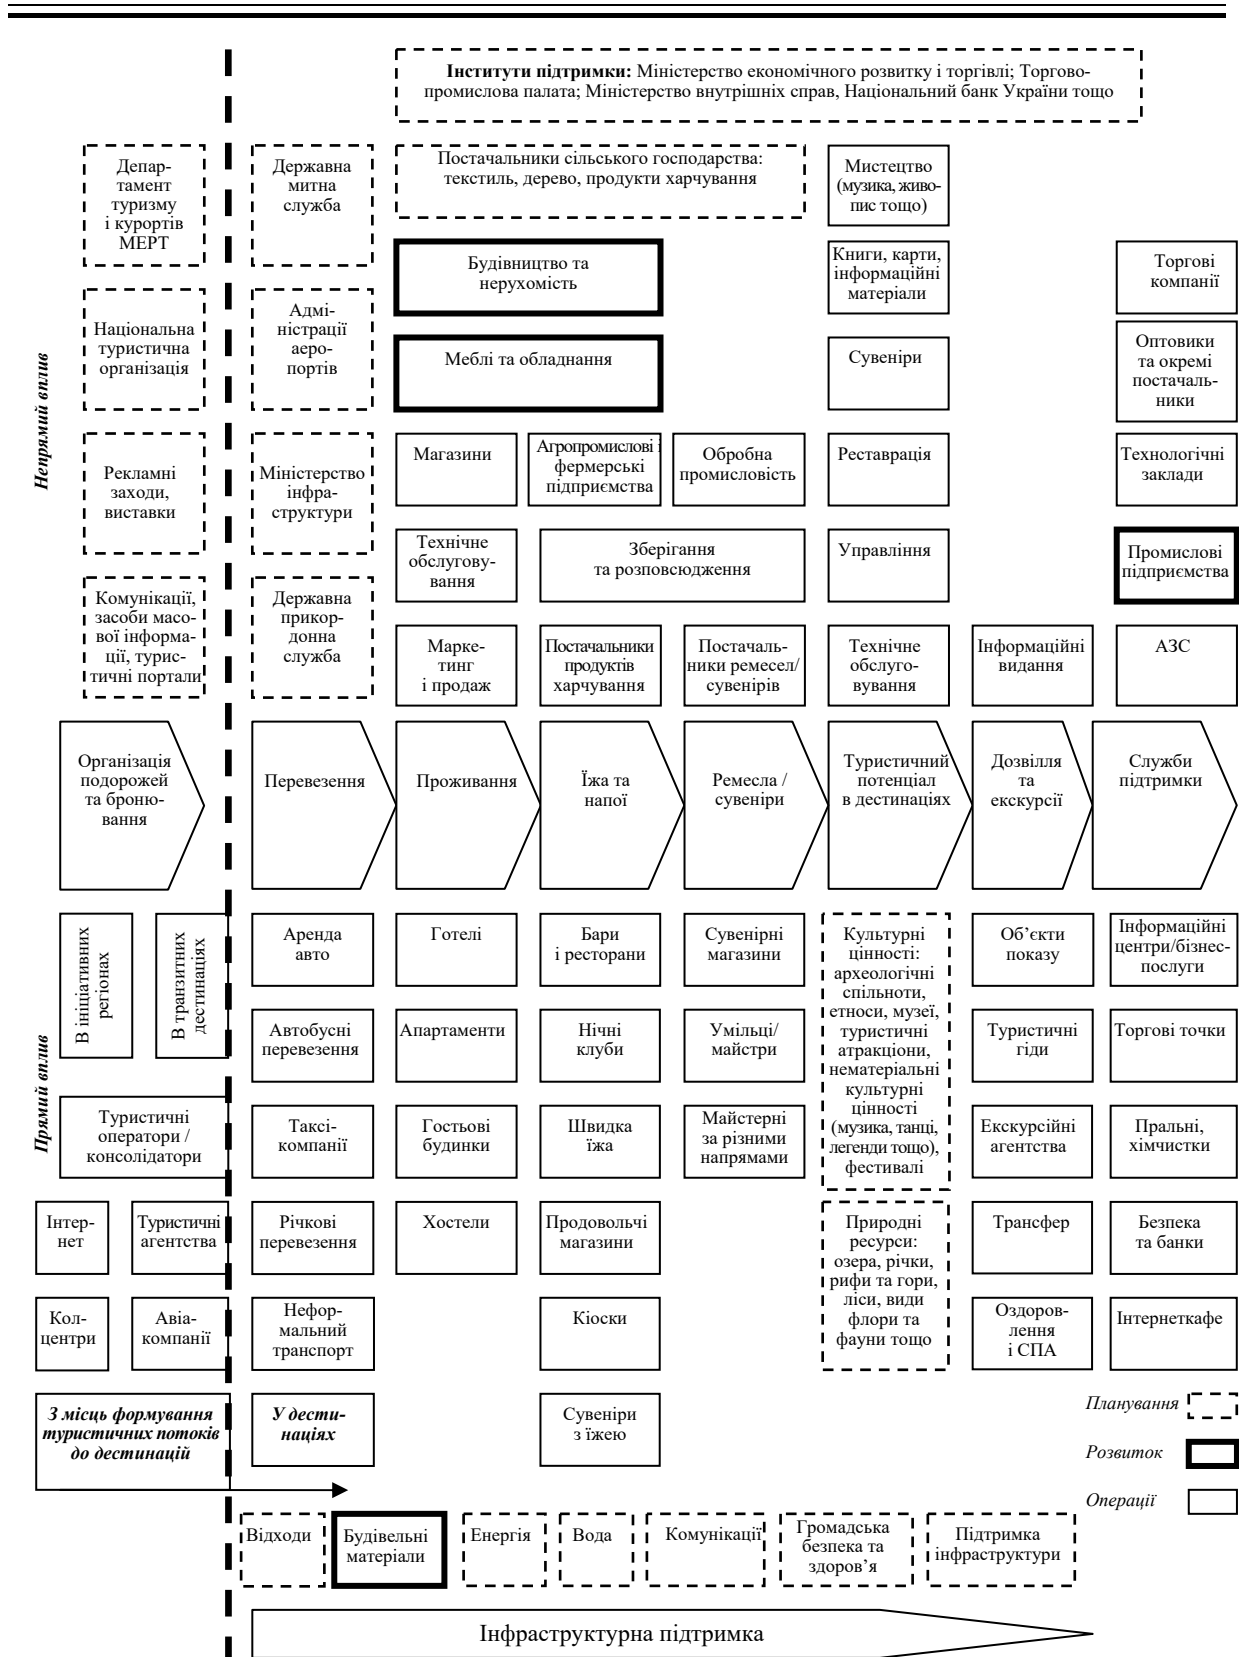 Інститути підтримки: Міністерство економічного розвитку і торгівлі; Торгово-
промислова палата; Міністерство внутрішніх справ, Національний банк України тощо
Непрямий вплив
Депар-
тамент
туризму
і курортів
МЕРТ
Державна
митна
служба
Постачальники сільського господарства:
текстиль, дерево, продукти харчування
Мистецтво
(музика, живо-
пис тощо)
Будівництво та
нерухомість
Книги, карти,
інформаційні
матеріали
Торгові
компанії
Національна
туристична
організація
Адмі-
ністрації
аеро-
портів
Меблі та обладнання
Сувеніри
Оптовики
та окремі
постачаль-
ники
Рекламні
заходи,
виставки
Міністерство
інфра-
структури
Магазини
Агропромислові і
фермерські
підприємства
Обробна
промисловість
Реставрація
Технологічні
заклади
Технічне
обслугову-
вання
Зберігання
та розповсюдження
Управління
Промислові
підприємства
Комунікації,
засоби масо-
вої інформа-
ції, турис-
тичні портали
Державна
прикор-
донна
служба
Марке-
тинг
і продаж
Постачальники
продуктів
харчування
Постачаль-
ники ремесел/
сувенірів
Технічне
обслуго-
вування
Інформаційні
видання
АЗС
Організація
подорожей
та броню-
вання
Перевезення
Проживання
Їжа та
напої
Ремесла /
сувеніри
Туристичний
потенціал
в дестинаціях
Дозвілля
та
екскурсії
Служби
підтримки
Прямий вплив
В ініціативних
регіонах
В транзитних
дестинаціях
Аренда
авто
Готелі
Бари
і ресторани
Сувенірні
магазини
Культурні
цінності:
археологічні
спільноти,
етноси, музеї,
туристичні
атракціони,
нематеріальні
культурні
цінності
(музика, танці,
легенди тощо),
фестивалі
Об’єкти
показу
Інформаційні
центри/бізнес-
послуги
Автобусні
перевезення
Апартаменти
Нічні
клуби
Умільці/
майстри
Туристичні
гіди
Торгові точки
Туристичні
оператори /
консолідатори
Таксі-
компанії
Гостьові
будинки
Швидка
їжа
Майстерні
за різними
напрямами
Екскурсійні
агентства
Пральні,
хімчистки
Інтер-
нет
Туристичні
агентства
Річкові
перевезення
Хостели
Продовольчі
магазини
Природні
ресурси:
озера, річки,
рифи та гори,
ліси, види
флори та
фауни тощо
Трансфер
Безпека
та банки
Кол-
центри
Авіа-
компанії
Нефор-
мальний
транспорт
Кіоски
Оздоров-
лення
і СПА
Інтернеткафе
З місць формування
туристичних потоків
до дестинацій
У дести-
націях
Сувеніри
з їжею
Планування
Розвиток
Операції
Відходи
Будівельні
матеріали
Енергія
Вода
Комунікації
Громадська
безпека та
здоров’я
Підтримка
інфраструктури
Інфраструктурна підтримка